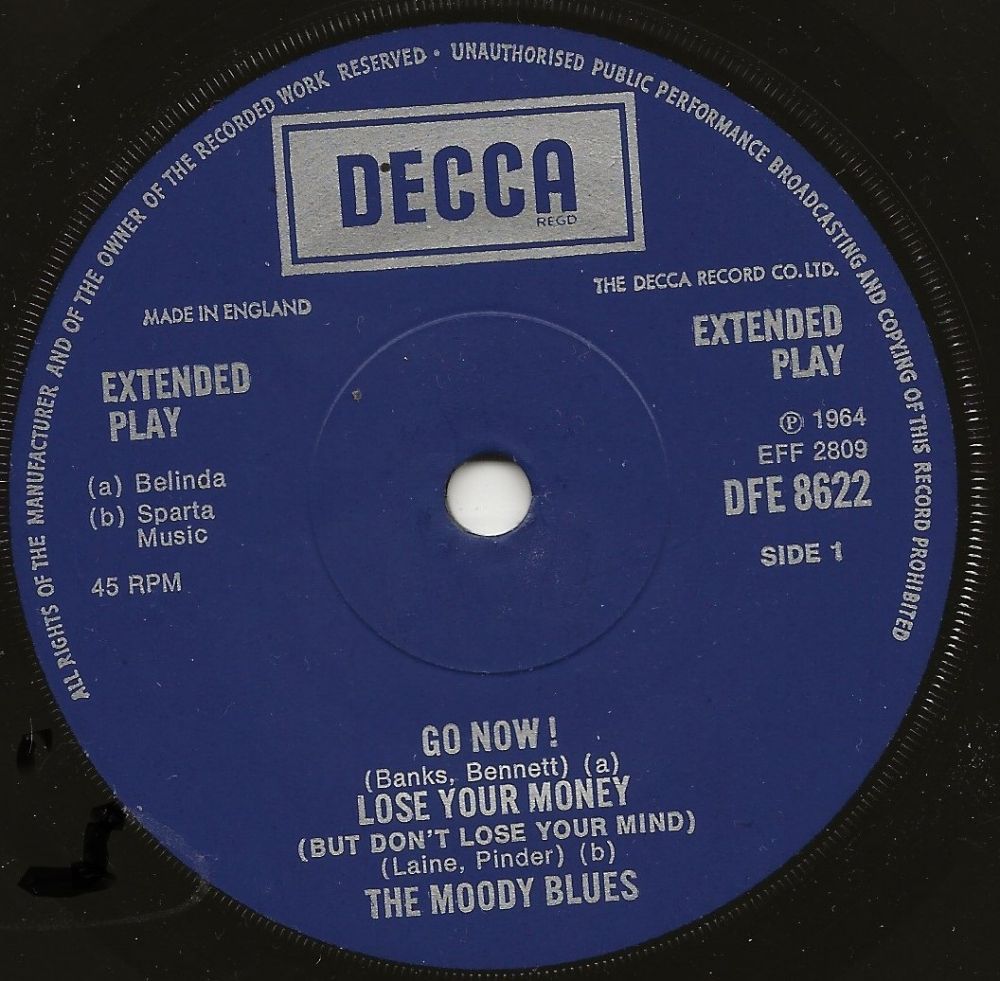 ALL RIGHTS OF THE MANUFACTURER AND OF THE OWNER OF THE RECORDED WORK RESERVED · UNAUTHORISED PUBLIC PERFORMANCE BROADCASTING AND COPYING OF THIS RECORD PROHIBITED
DECCA
REGD
THE DECCA RECORD CO. LTD.
MADE IN ENGLAND
EXTENDED
PLAY
EXTENDED
PLAY
(a) Belinda
(b) Sparta
Music
45 RPM
℗ 1964
EFF 2809
DFE 8622
SIDE 1
GO NOW !
(Banks, Bennett) (a)
LOSE YOUR MONEY
(BUT DON'T LOSE YOUR MIND)
(Laine, Pinder) (b)
THE MOODY BLUES